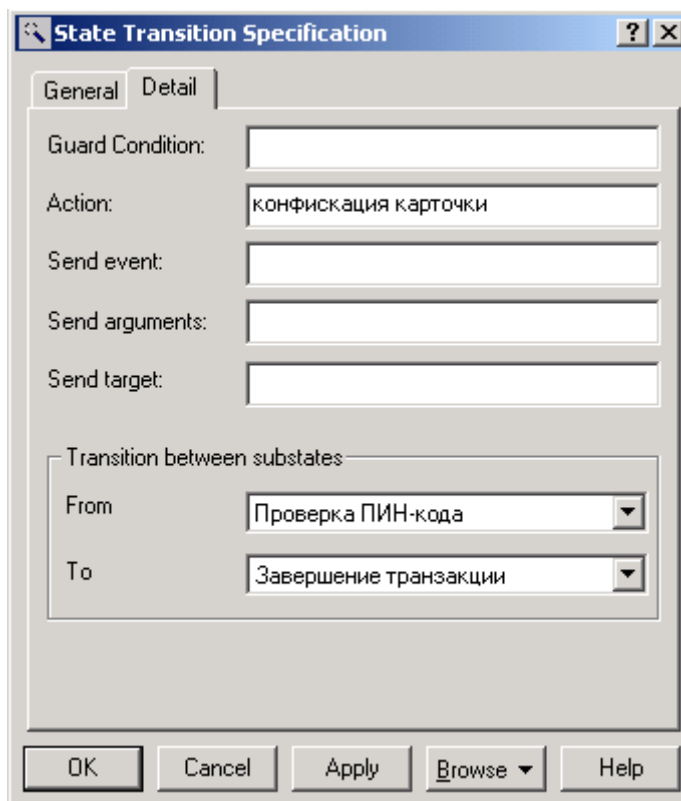 State Transition Specification
General Detail
Guard Condition:
Action: конфискация карточки
Send event:
Send arguments:
Send target:
Transition between substates
From Проверка ПИН-кода
To Завершение транзакции
OK Cancel Apply Browse Help